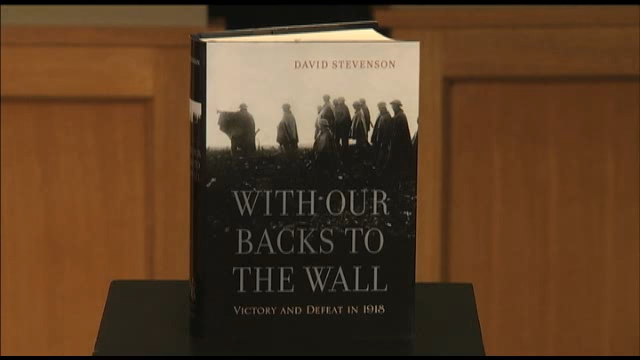 DAVID STEVENSON
WITH OUR
BACKS TO
THE WALL
VICTORY AND DEFEAT IN 1918